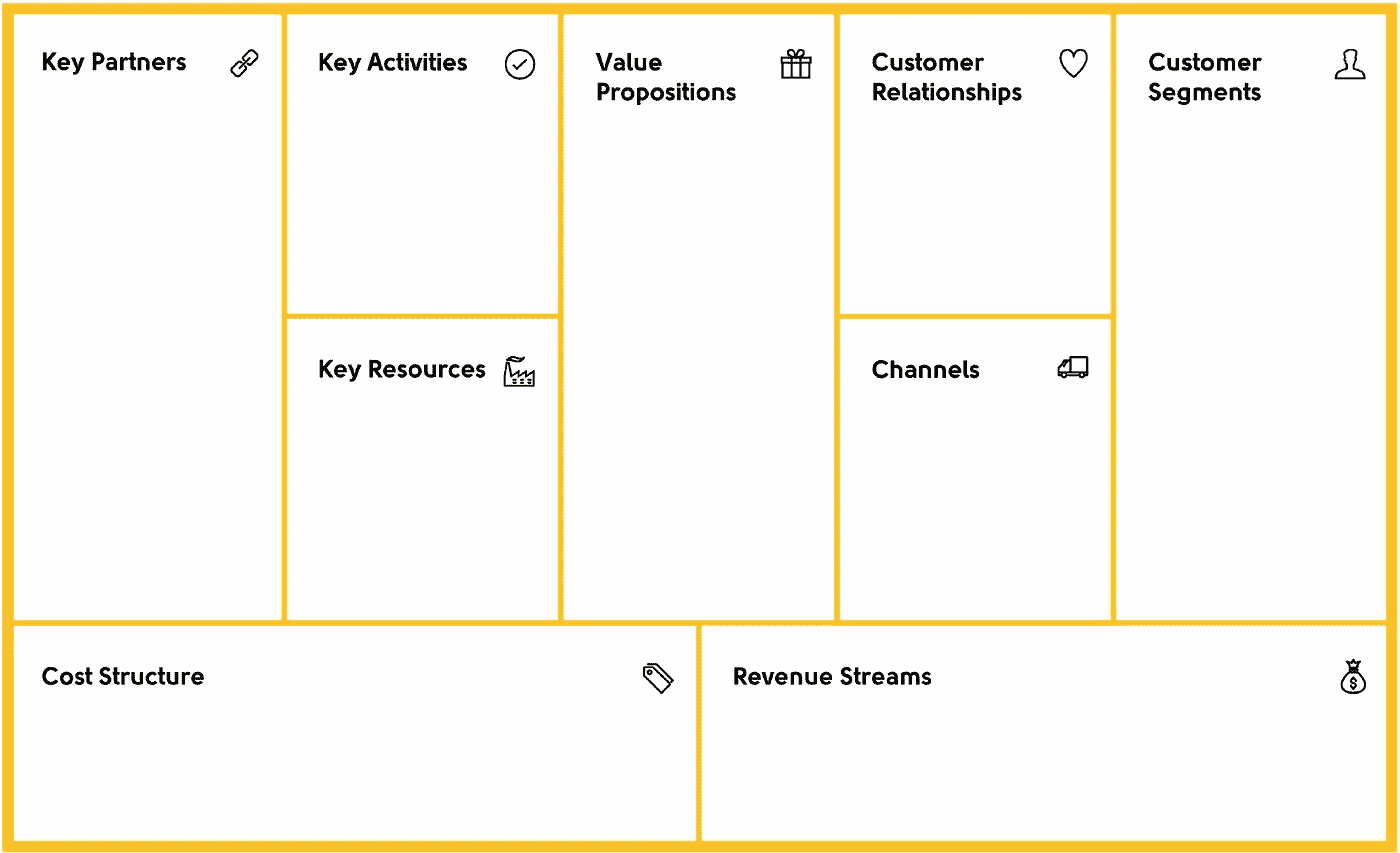 Key Partners
Key Activities
Value
Propositions
Customer
Relationships
Customer
Segments
Key Resources
Channels
Cost Structure
Revenue Streams
$